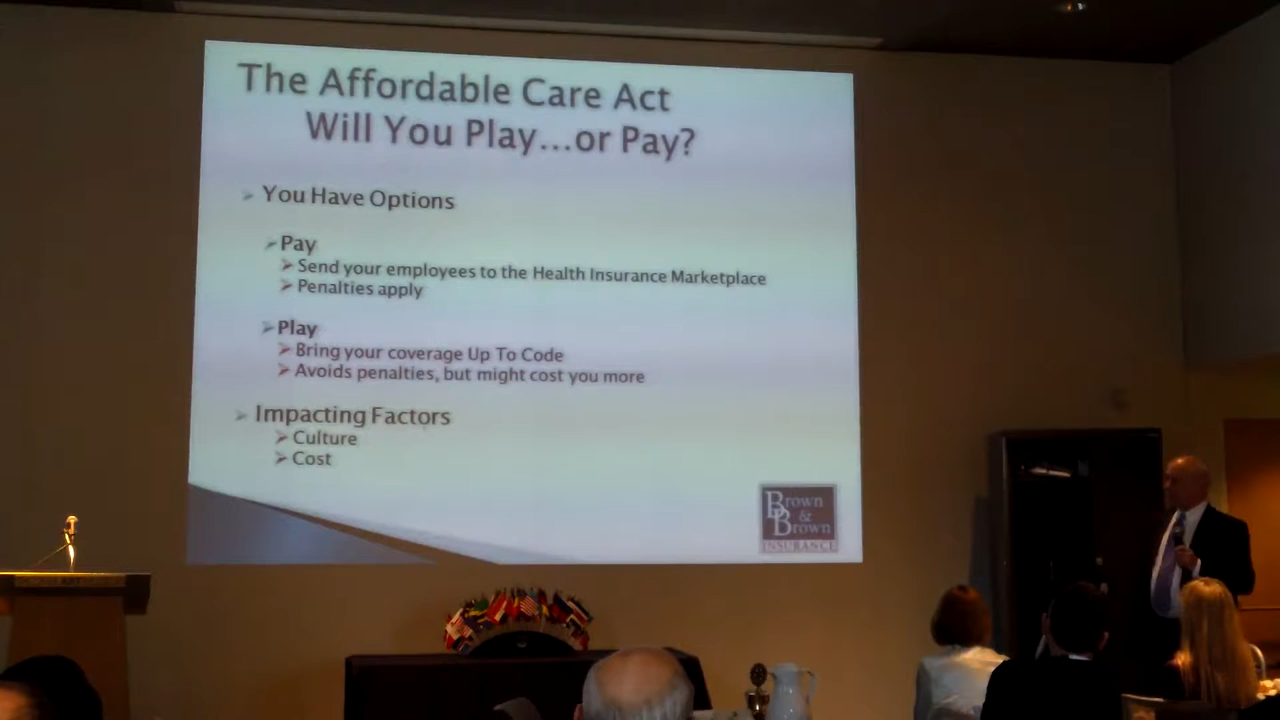 The Affordable Care Act
Will You Play...or Pay?
You Have Options
Pay
Send your employees to the Health Insurance Marketplace
Penalties apply
Play
Bring your coverage Up To Code
Avoids penalties, but might cost you more
Impacting Factors
Culture
Cost
Brown
&
Brown
INSURANCE